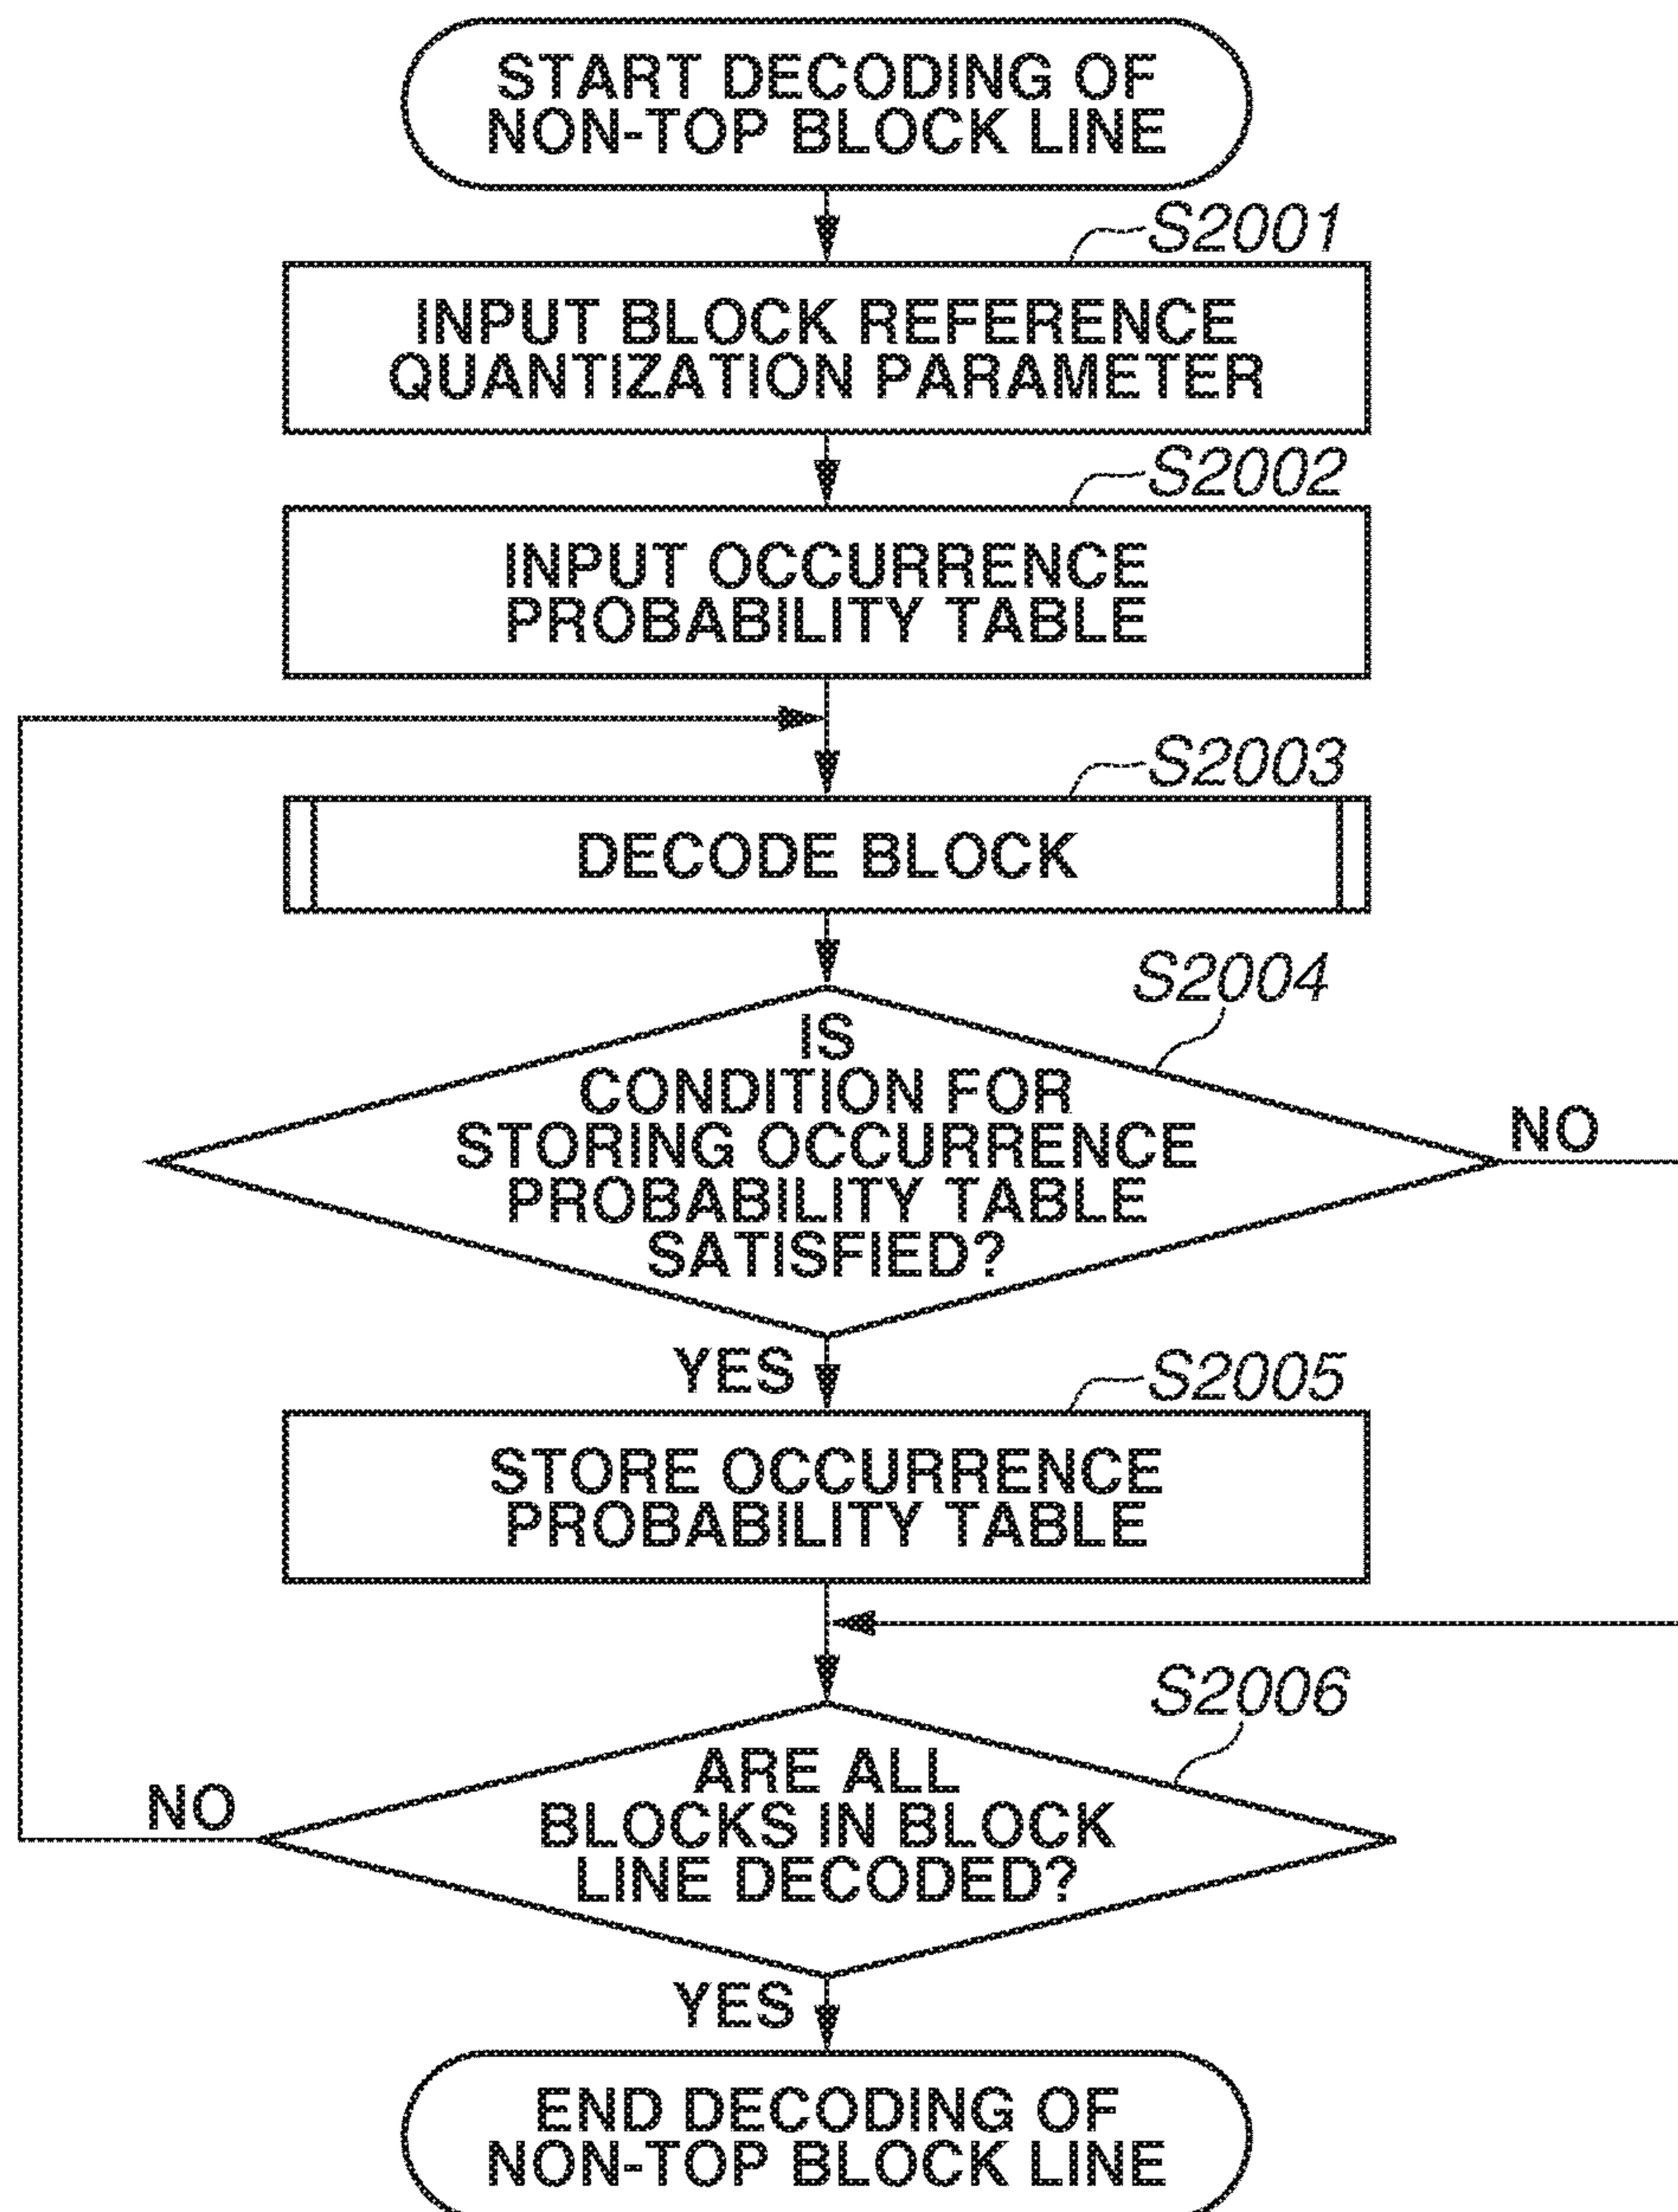 START DECODING OF
NON-TOP BLOCK LINE
S2001
INPUT BLOCK REFERENCE
QUANTIZATION PARAMETER
S2002
INPUT OCCURRENCE
PROBABILITY TABLE
S2003
DECODE BLOCK
S2004
IS
CONDITION FOR
STORING OCCURRENCE
PROBABILITY TABLE
SATISFIED?
NO
YES
S2005
STORE OCCURRENCE
PROBABILITY TABLE
S2006
ARE ALL
BLOCKS IN BLOCK
LINE DECODED?
NO
YES
END DECODING OF
NON-TOP BLOCK LINE